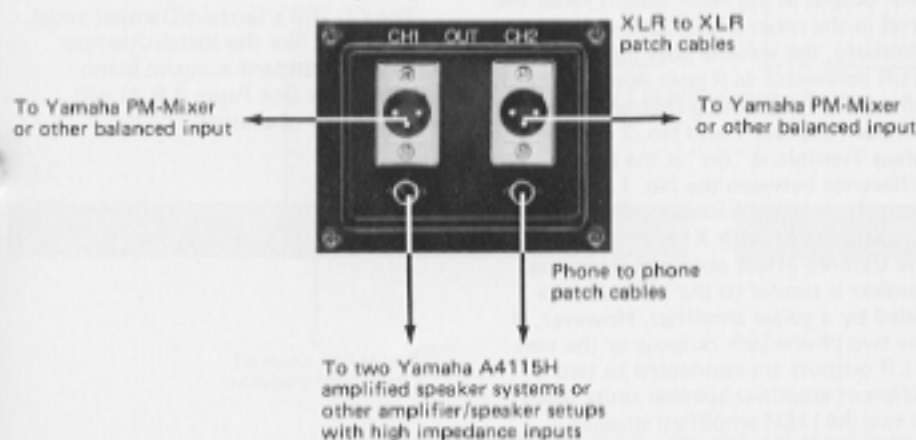 XLR to XLR
patch cables
CH1 OUT CH2
To Yamaha PM-Mixer
or other balanced input
To Yamaha PM-Mixer
or other balanced input
Phone to phone
patch cables
To two Yamaha A4115H
amplified speaker systems or
other amplifier/speaker setups
with high impedance inputs